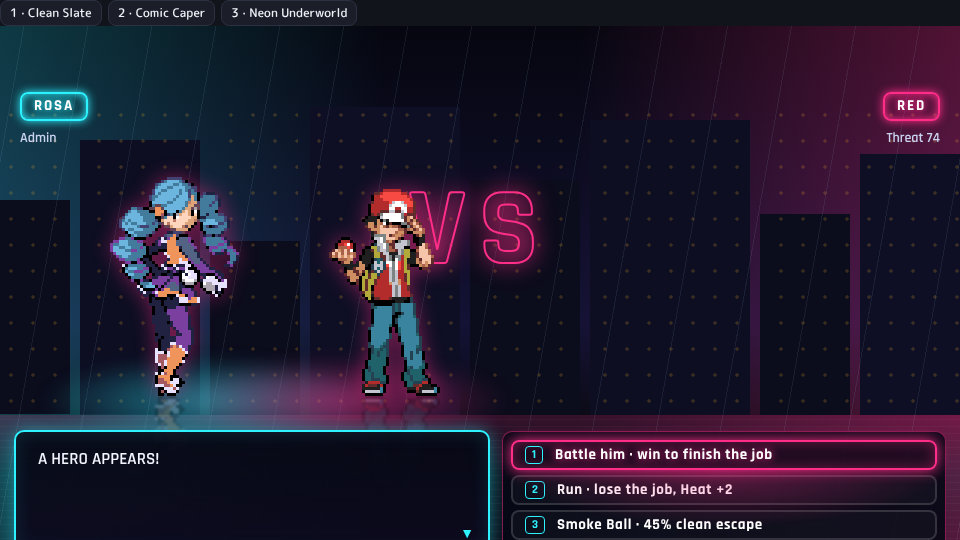 1 · Clean Slate
2 · Comic Caper
3 · Neon Underworld
ROSA
Admin
RED
Threat 74
VS
A HERO APPEARS!
1 Battle him · win to finish the job
2 Run · lose the job, Heat +2
3 Smoke Ball · 45% clean escape